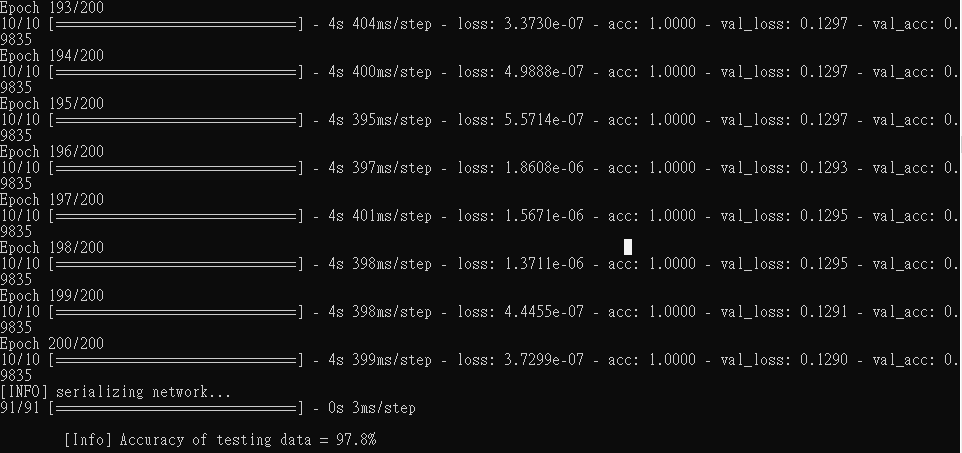 Epoch 193/200
10/10 [==============================] - 4s 404ms/step - loss: 3.3730e-07 - acc: 1.0000 - val_loss: 0.1297 - val_acc: 0.
9835
Epoch 194/200
10/10 [==============================] - 4s 400ms/step - loss: 4.9888e-07 - acc: 1.0000 - val_loss: 0.1297 - val_acc: 0.
9835
Epoch 195/200
10/10 [==============================] - 4s 395ms/step - loss: 5.5714e-07 - acc: 1.0000 - val_loss: 0.1297 - val_acc: 0.
9835
Epoch 196/200
10/10 [==============================] - 4s 397ms/step - loss: 1.8608e-06 - acc: 1.0000 - val_loss: 0.1293 - val_acc: 0.
9835
Epoch 197/200
10/10 [==============================] - 4s 401ms/step - loss: 1.5671e-06 - acc: 1.0000 - val_loss: 0.1295 - val_acc: 0.
9835
Epoch 198/200
10/10 [==============================] - 4s 398ms/step - loss: 1.3711e-06 - acc: 1.0000 - val_loss: 0.1295 - val_acc: 0.
9835
Epoch 199/200
10/10 [==============================] - 4s 398ms/step - loss: 4.4455e-07 - acc: 1.0000 - val_loss: 0.1291 - val_acc: 0.
9835
Epoch 200/200
10/10 [==============================] - 4s 399ms/step - loss: 3.7299e-07 - acc: 1.0000 - val_loss: 0.1290 - val_acc: 0.
9835
[INFO] serializing network...
91/91 [==============================] - 0s 3ms/step
[Info] Accuracy of testing data = 97.8%